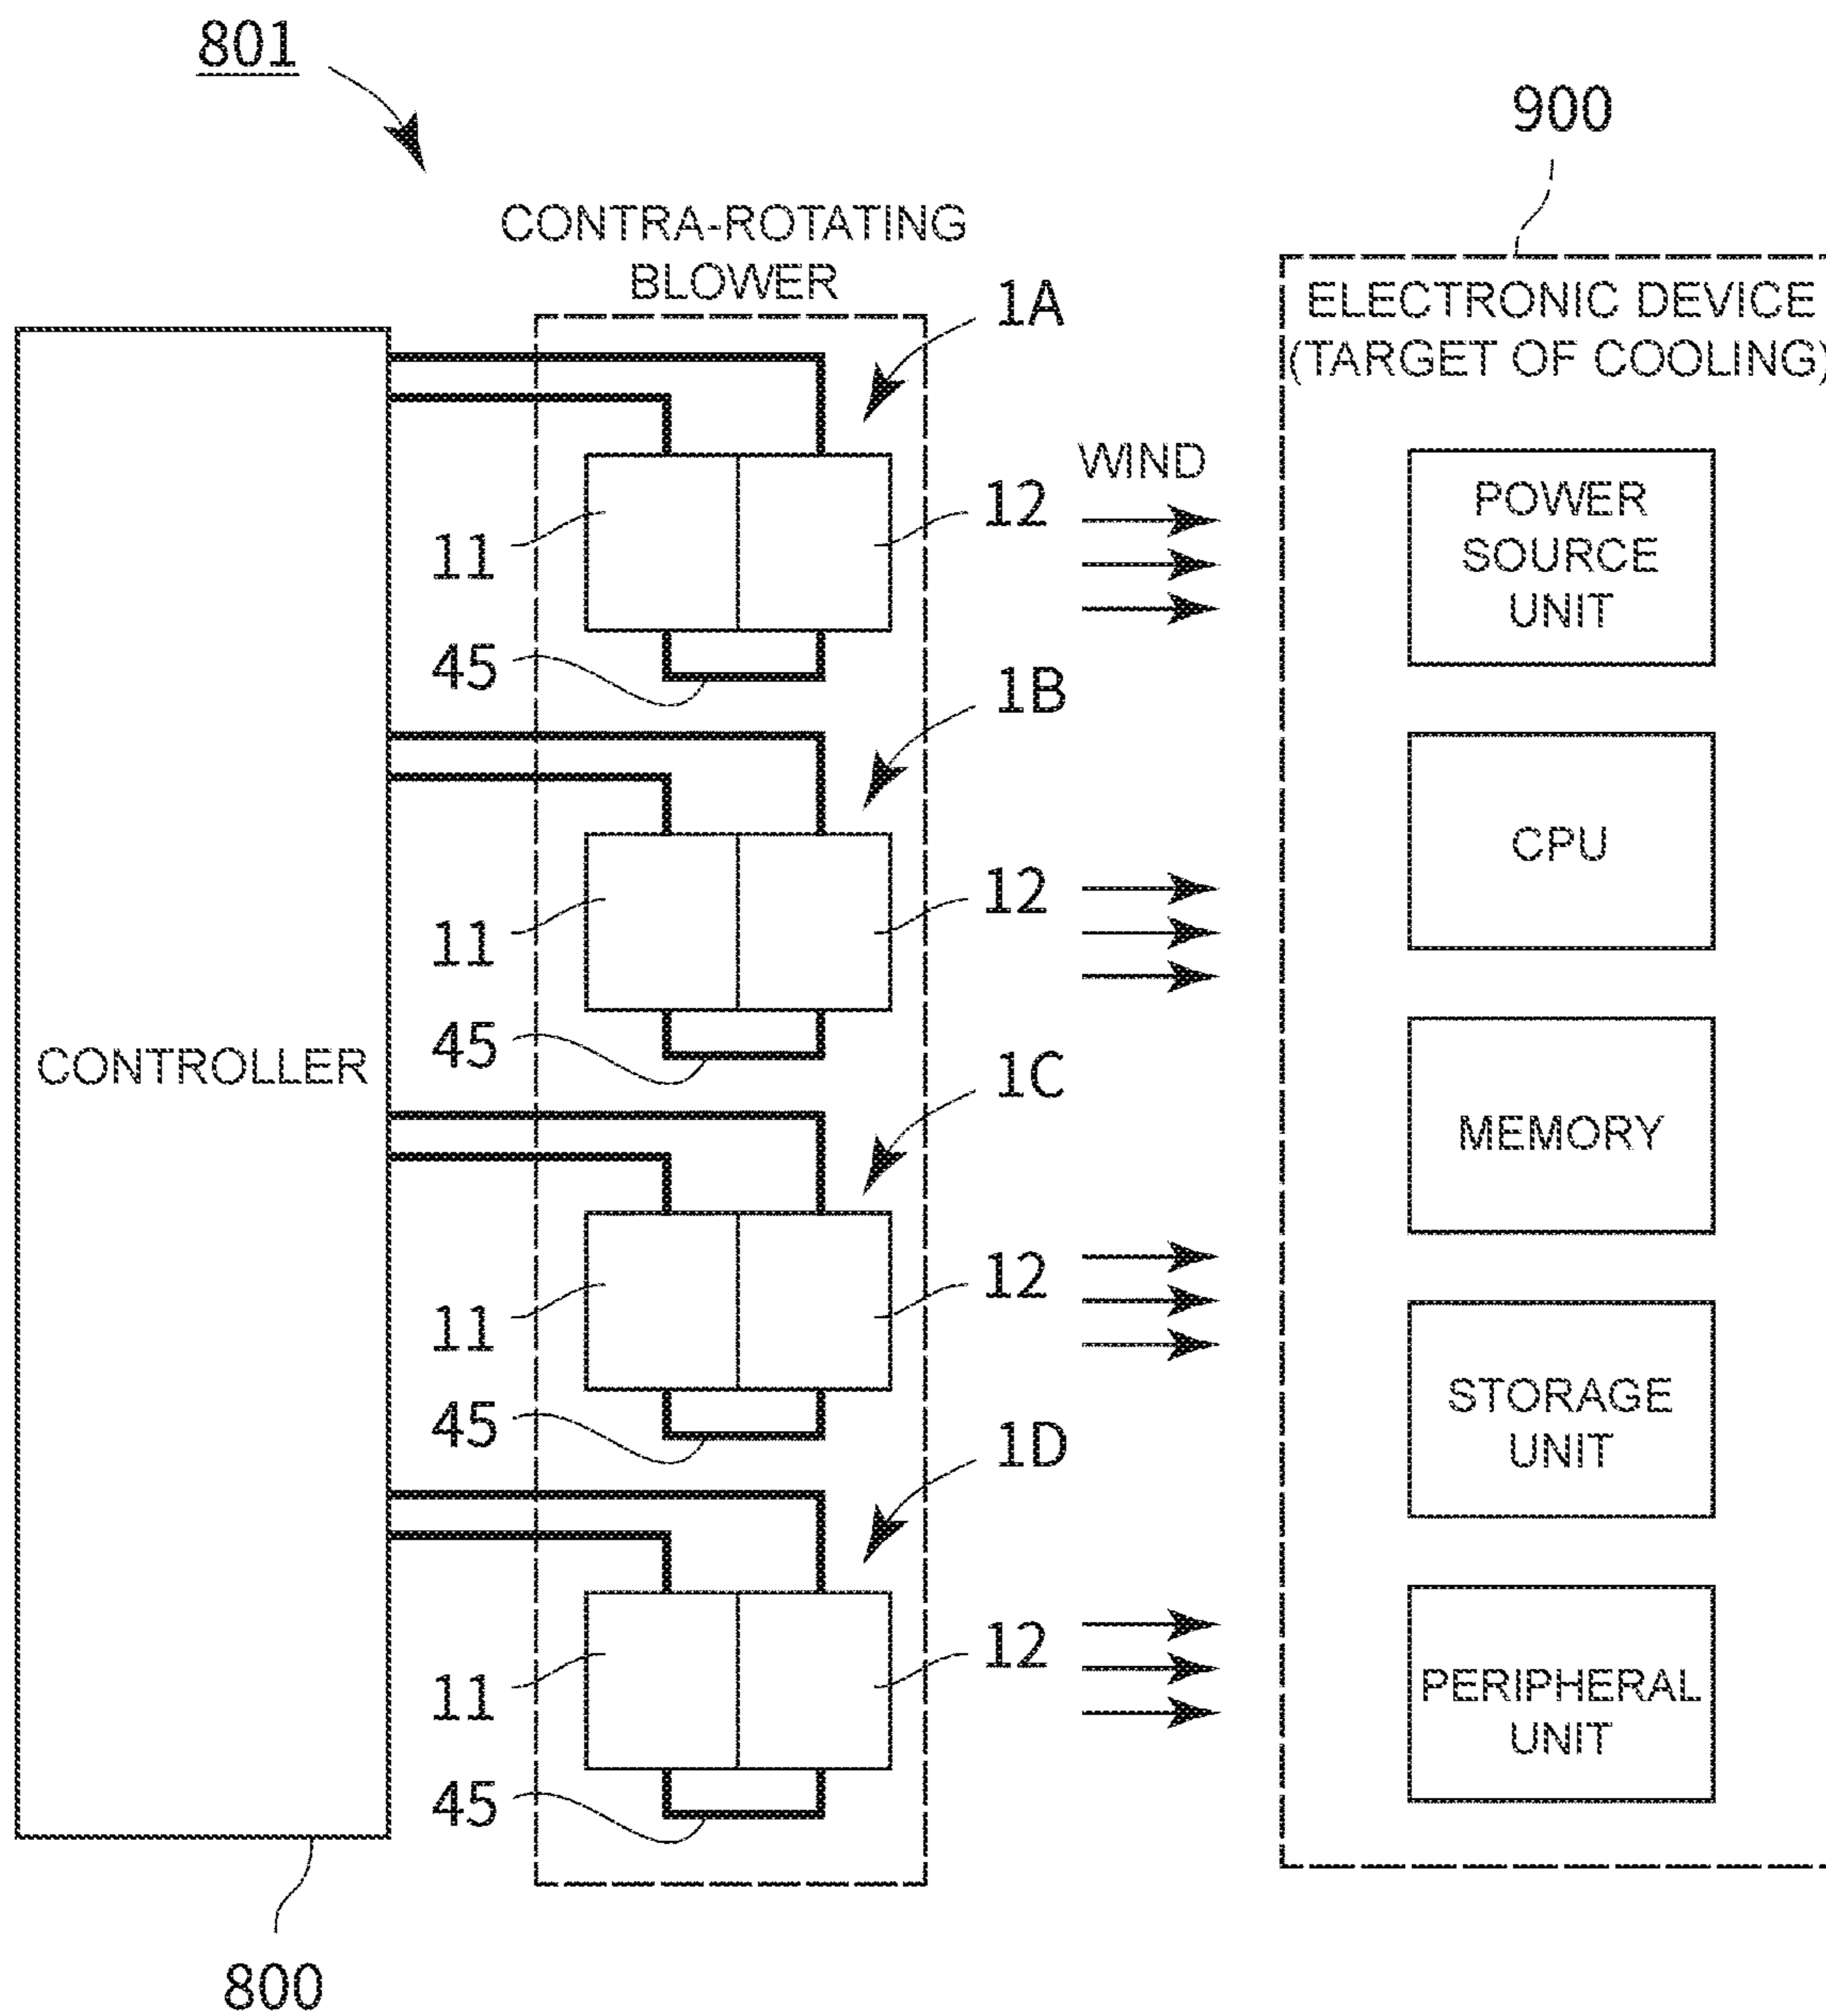 801
900
CONTRA-ROTATING
BLOWER
1A
ELECTRONIC DEVICE
(TARGET OF COOLING)
WIND
11
12
POWER
SOURCE
UNIT
45
1B
11
12
CPU
45
CONTROLLER
1C
MEMORY
11
12
45
1D
STORAGE
UNIT
11
12
PERIPHERAL
UNIT
45
800